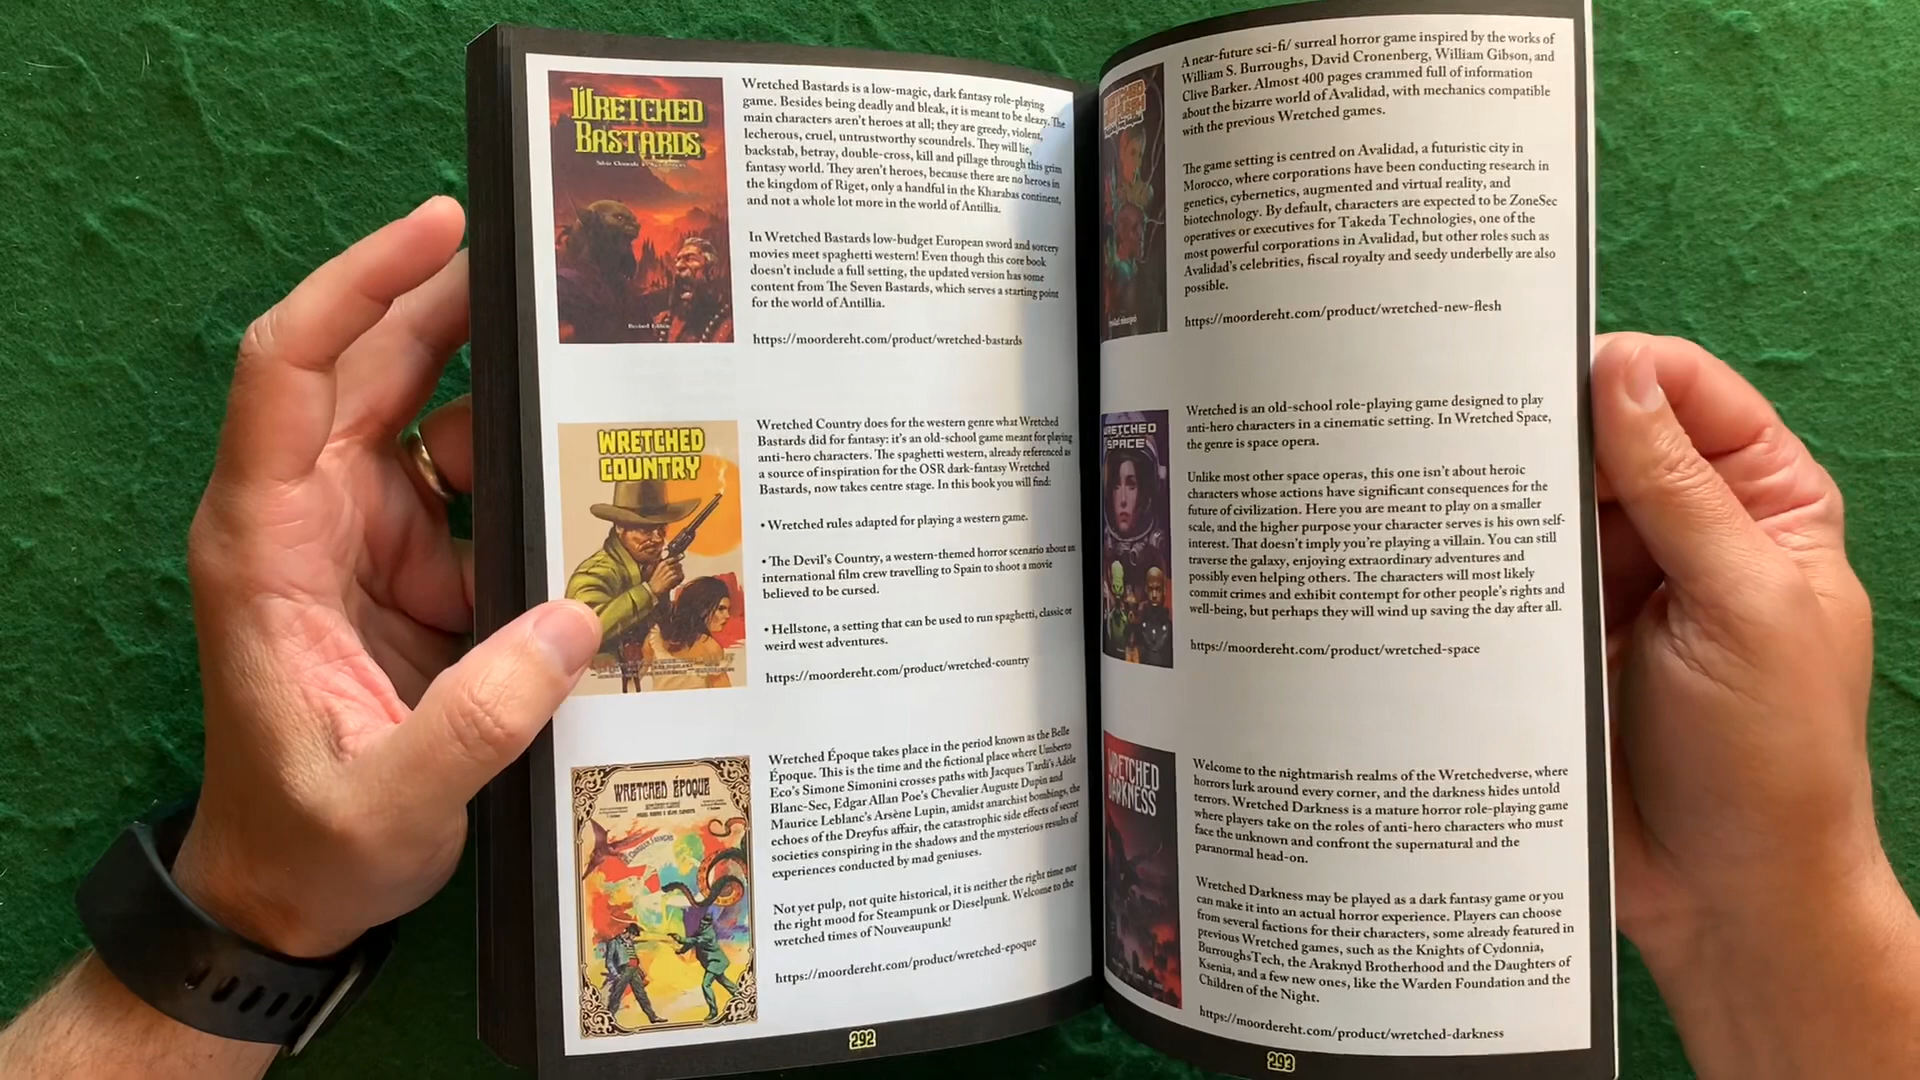 WRETCHED
BASTARDS
Wretched Bastards is a low-magic, dark fantasy role-playing
game. Besides being deadly and bleak, it is meant to be sleazy. The
main characters aren't heroes at all; they are greedy, violent,
lecherous, cruel, untrustworthy scoundrels. They will lie,
backstab, betray, double-cross, kill and pillage through this grim
fantasy world. They aren't heroes, because there are no heroes in
the kingdom of Riget, only a handful in the Kharabas continent,
and not a whole lot more in the world of Antillia.
In Wretched Bastards low-budget European sword and sorcery
movies meet spaghetti western! Even though this core book
doesn't include a full setting, the updated version has some
content from The Seven Bastards, which serves a starting point
for the world of Antillia.
https://moordereht.com/product/wretched-bastards
Revised Edition
WRETCHED
COUNTRY
Wretched Country does for the western genre what Wretched
Bastards did for fantasy: it's an old-school game meant for playing
anti-hero characters. The spaghetti western, already referenced as
a source of inspiration for the OSR dark-fantasy Wretched
Bastards, now takes centre stage. In this book you will find:
• Wretched rules adapted for playing a western game.
• The Devil's Country, a western-themed horror scenario about an
international film crew travelling to Spain to shoot a movie
believed to be cursed.
• Hellstone, a setting that can be used to run spaghetti, classic or
weird west adventures.
https://moordereht.com/product/wretched-country
WRETCHED ÉPOQUE
Wretched Époque takes place in the period known as the Belle
Époque. This is the time and the fictional place where Umberto
Eco's Simone Simonini crosses paths with Jacques Tardi's Adèle
Blanc-Sec, Edgar Allan Poe's Chevalier Auguste Dupin and
Maurice Leblanc's Arsène Lupin, amidst anarchist bombings, the
echoes of the Dreyfus affair, the catastrophic side effects of secret
societies conspiring in the shadows and the mysterious results of
experiences conducted by mad geniuses.
Not yet pulp, not quite historical, it is neither the right time nor
the right mood for Steampunk or Dieselpunk. Welcome to the
wretched times of Nouveaupunk!
https://moordereht.com/product/wretched-epoque
292
A near-future sci-fi/ surreal horror game inspired by the works of
William S. Burroughs, David Cronenberg, William Gibson, and
Clive Barker. Almost 400 pages crammed full of information
about the bizarre world of Avalidad, with mechanics compatible
with the previous Wretched games.
The game setting is centred on Avalidad, a futuristic city in
Morocco, where corporations have been conducting research in
genetics, cybernetics, augmented and virtual reality, and
biotechnology. By default, characters are expected to be ZoneSec
operatives or executives for Takeda Technologies, one of the
most powerful corporations in Avalidad, but other roles such as
Avalidad's celebrities, fiscal royalty and seedy underbelly are also
possible.
https://moordereht.com/product/wretched-new-flesh
WRETCHED
SPACE
Wretched is an old-school role-playing game designed to play
anti-hero characters in a cinematic setting. In Wretched Space,
the genre is space opera.
Unlike most other space operas, this one isn't about heroic
characters whose actions have significant consequences for the
future of civilization. Here you are meant to play on a smaller
scale, and the higher purpose your character serves is his own self-
interest. That doesn't imply you're playing a villain. You can still
traverse the galaxy, enjoying extraordinary adventures and
possibly even helping others. The characters will most likely
commit crimes and exhibit contempt for other people's rights and
well-being, but perhaps they will wind up saving the day after all.
https://moordereht.com/product/wretched-space
WRETCHED
DARKNESS
Welcome to the nightmarish realms of the Wretchedverse, where
horrors lurk around every corner, and the darkness hides untold
terrors. Wretched Darkness is a mature horror role-playing game
where players take on the roles of anti-hero characters who must
face the unknown and confront the supernatural and the
paranormal head-on.
Wretched Darkness may be played as a dark fantasy game or you
can make it into an actual horror experience. Players can choose
from several factions for their characters, some already featured in
previous Wretched games, such as the Knights of Cydonnia,
BurroughsTech, the Araknyd Brotherhood and the Daughters of
Ksenia, and a few new ones, like the Warden Foundation and the
Children of the Night.
https://moordereht.com/product/wretched-darkness
293